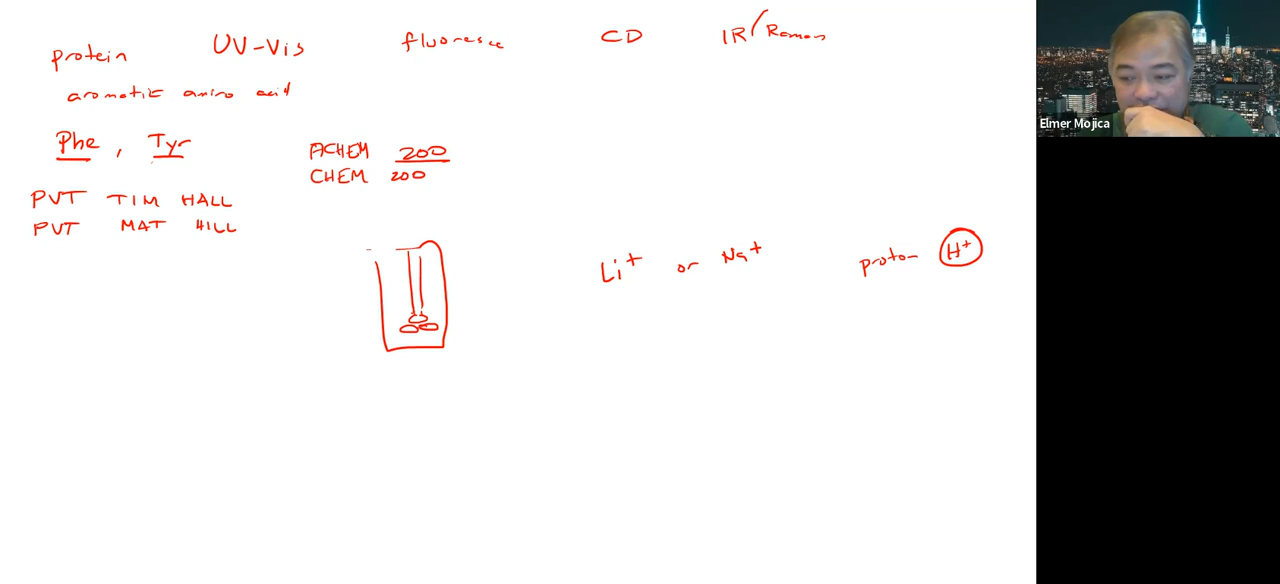 protein UV-Vis fluoresce CD IR/Raman
aromatic amino acid
Phe, Tyr
ACHEM 200
CHEM 200
PVT TIM HALL
PVT MAT HILL
Li+ or Na+ proton H+
Elmer Mojica